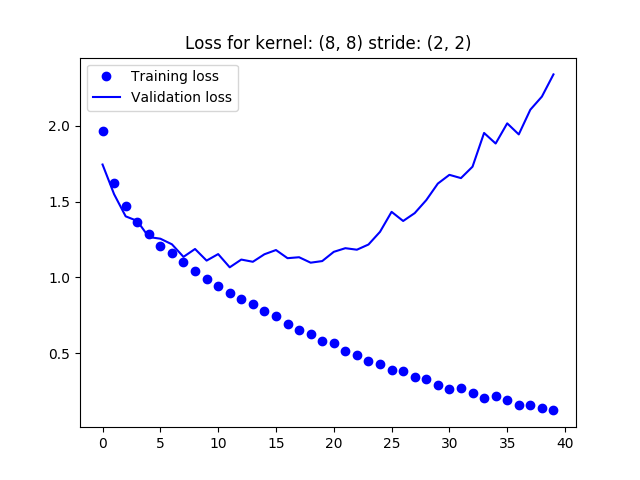 Loss for kernel: (8, 8) stride: (2, 2)
Training loss
Validation loss
2.0
1.5
1.0
0.5
0 5 10 15 20 25 30 35 40